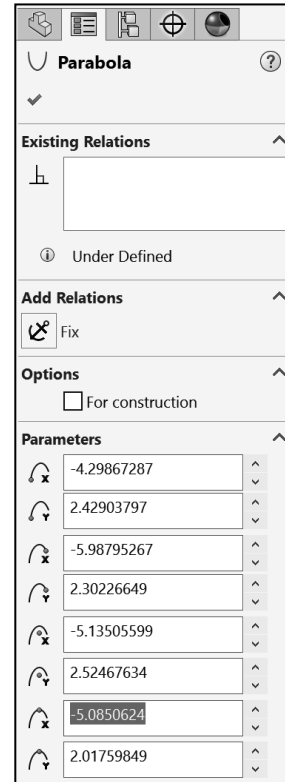 Parabola
?
Existing Relations
i Under Defined
Add Relations
Fix
Options
For construction
Parameters
X -4.29867287
Y 2.42903797
X -5.98795267
Y 2.30226649
X -5.13505599
Y 2.52467634
X -5.0850624
Y 2.01759849